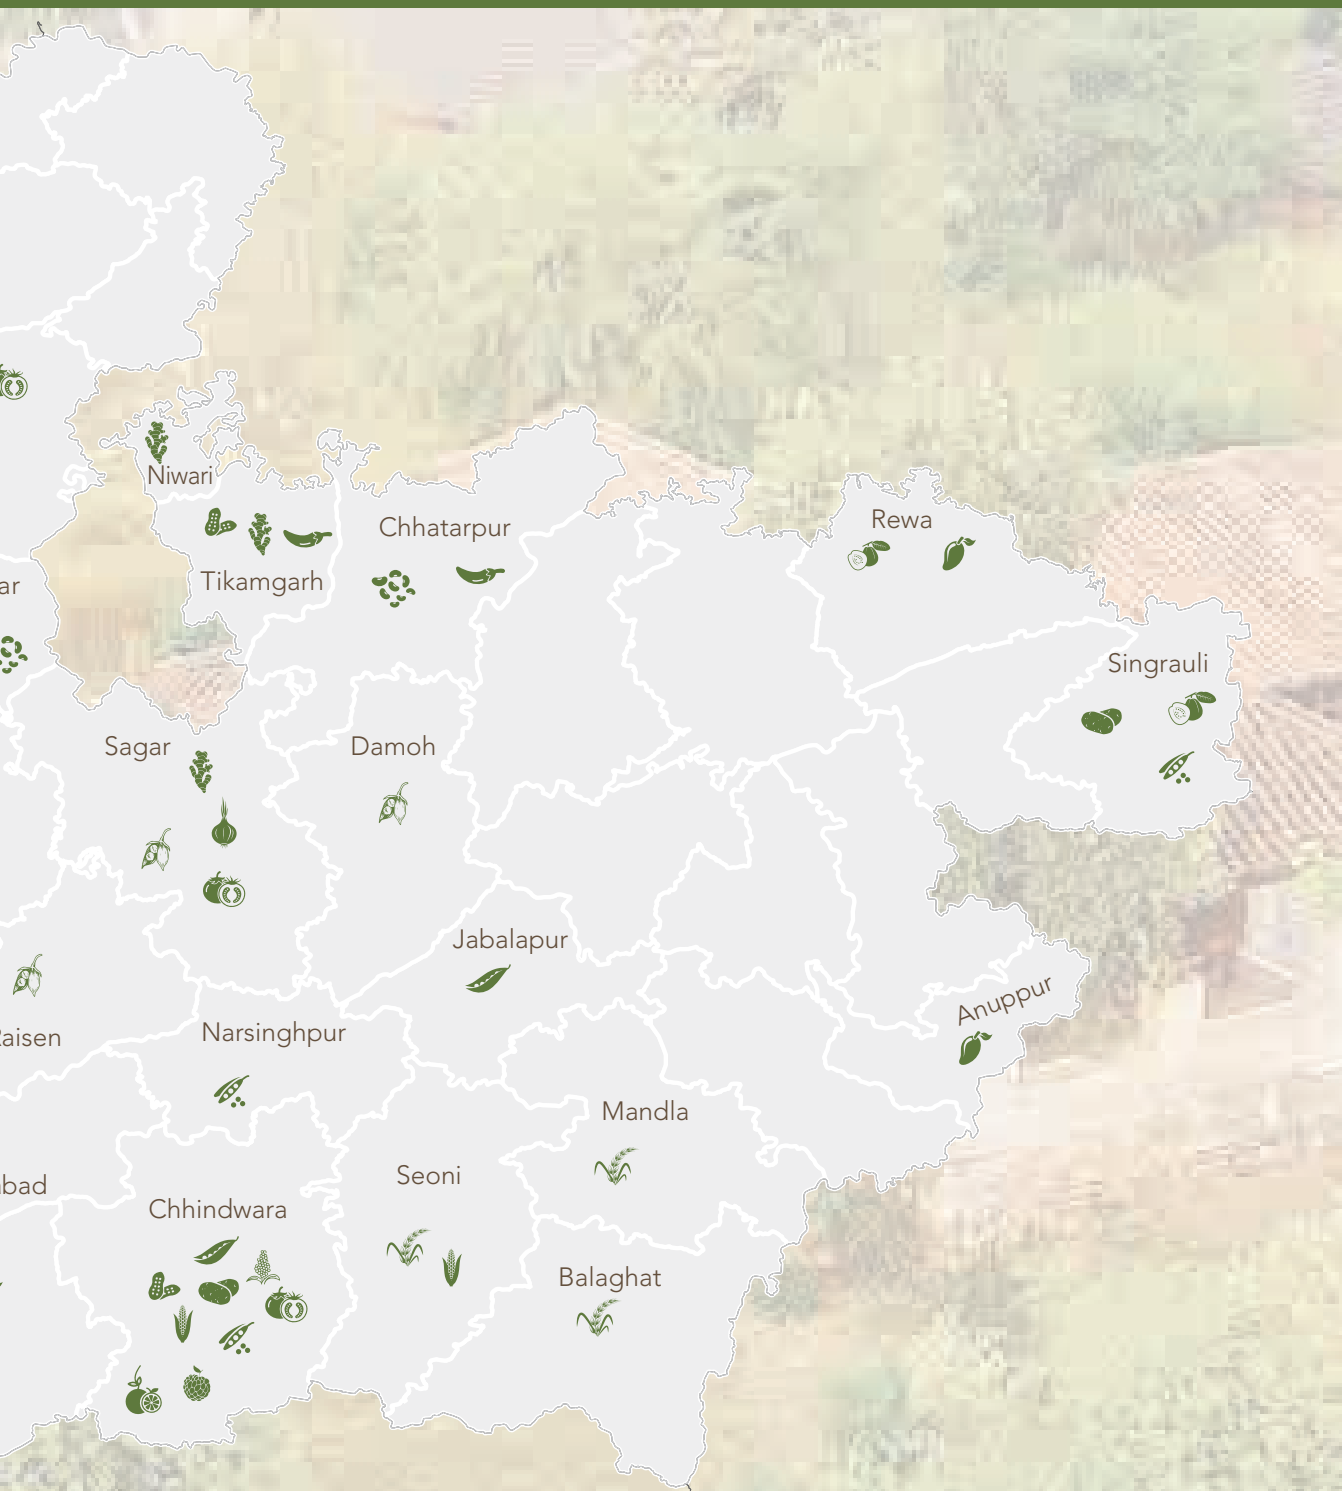 Niwari
Chhatarpur
Rewa
Tikamgarh
ar
Singrauli
Sagar
Damoh
Jabalapur
Anuppur
Narsinghpur
aisen
Mandla
Seoni
bad
Chhindwara
Balaghat